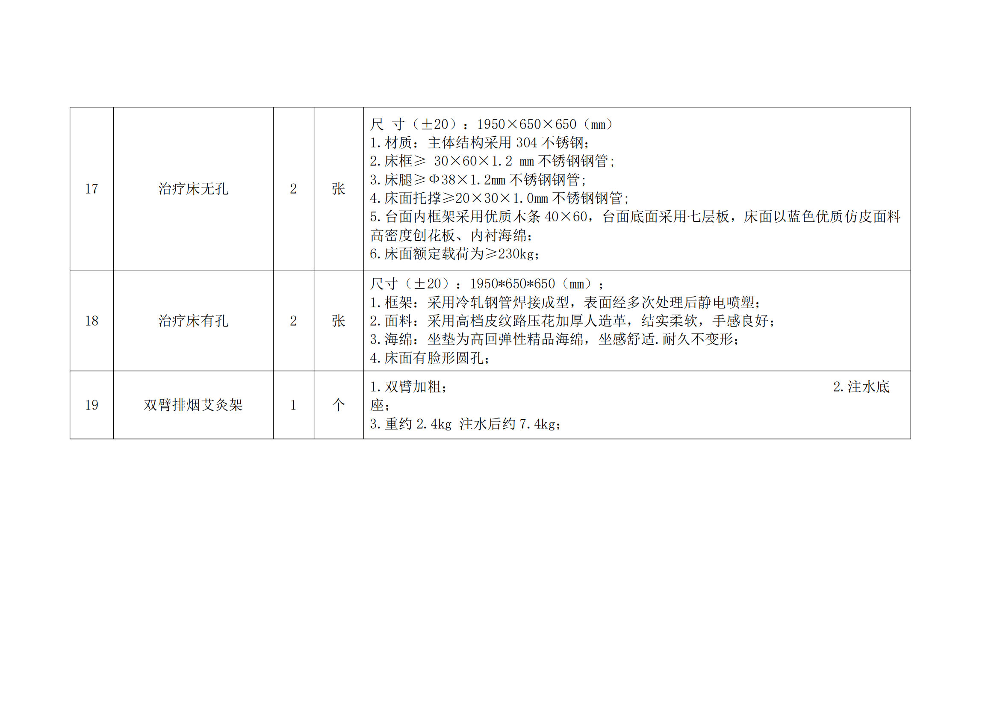 17
治疗床无孔
2
张
尺 寸（±20）：1950×650×650（mm）
1.材质：主体结构采用 304 不锈钢；
2.床框≥ 30×60×1.2 mm 不锈钢钢管;
3.床腿≥Φ38×1.2mm 不锈钢钢管;
4.床面托撑≥20×30×1.0mm 不锈钢钢管;
5.台面内框架采用优质木条 40×60，台面底面采用七层板，床面以蓝色优质仿皮面料
高密度创花板、内衬海绵；
6.床面额定载荷为≥230kg；
18
治疗床有孔
2
张
尺寸（±20）：1950*650*650（mm）；
1.框架：采用冷轧钢管焊接成型，表面经多次处理后静电喷塑；
2.面料：采用高档皮纹路压花加厚人造革，结实柔软，手感良好；
3.海绵：坐垫为高回弹性精品海绵，坐感舒适.耐久不变形；
4.床面有脸形圆孔；
19
双臂排烟艾灸架
1
个
1.双臂加粗； 2.注水底
座；
3.重约 2.4kg 注水后约 7.4kg；